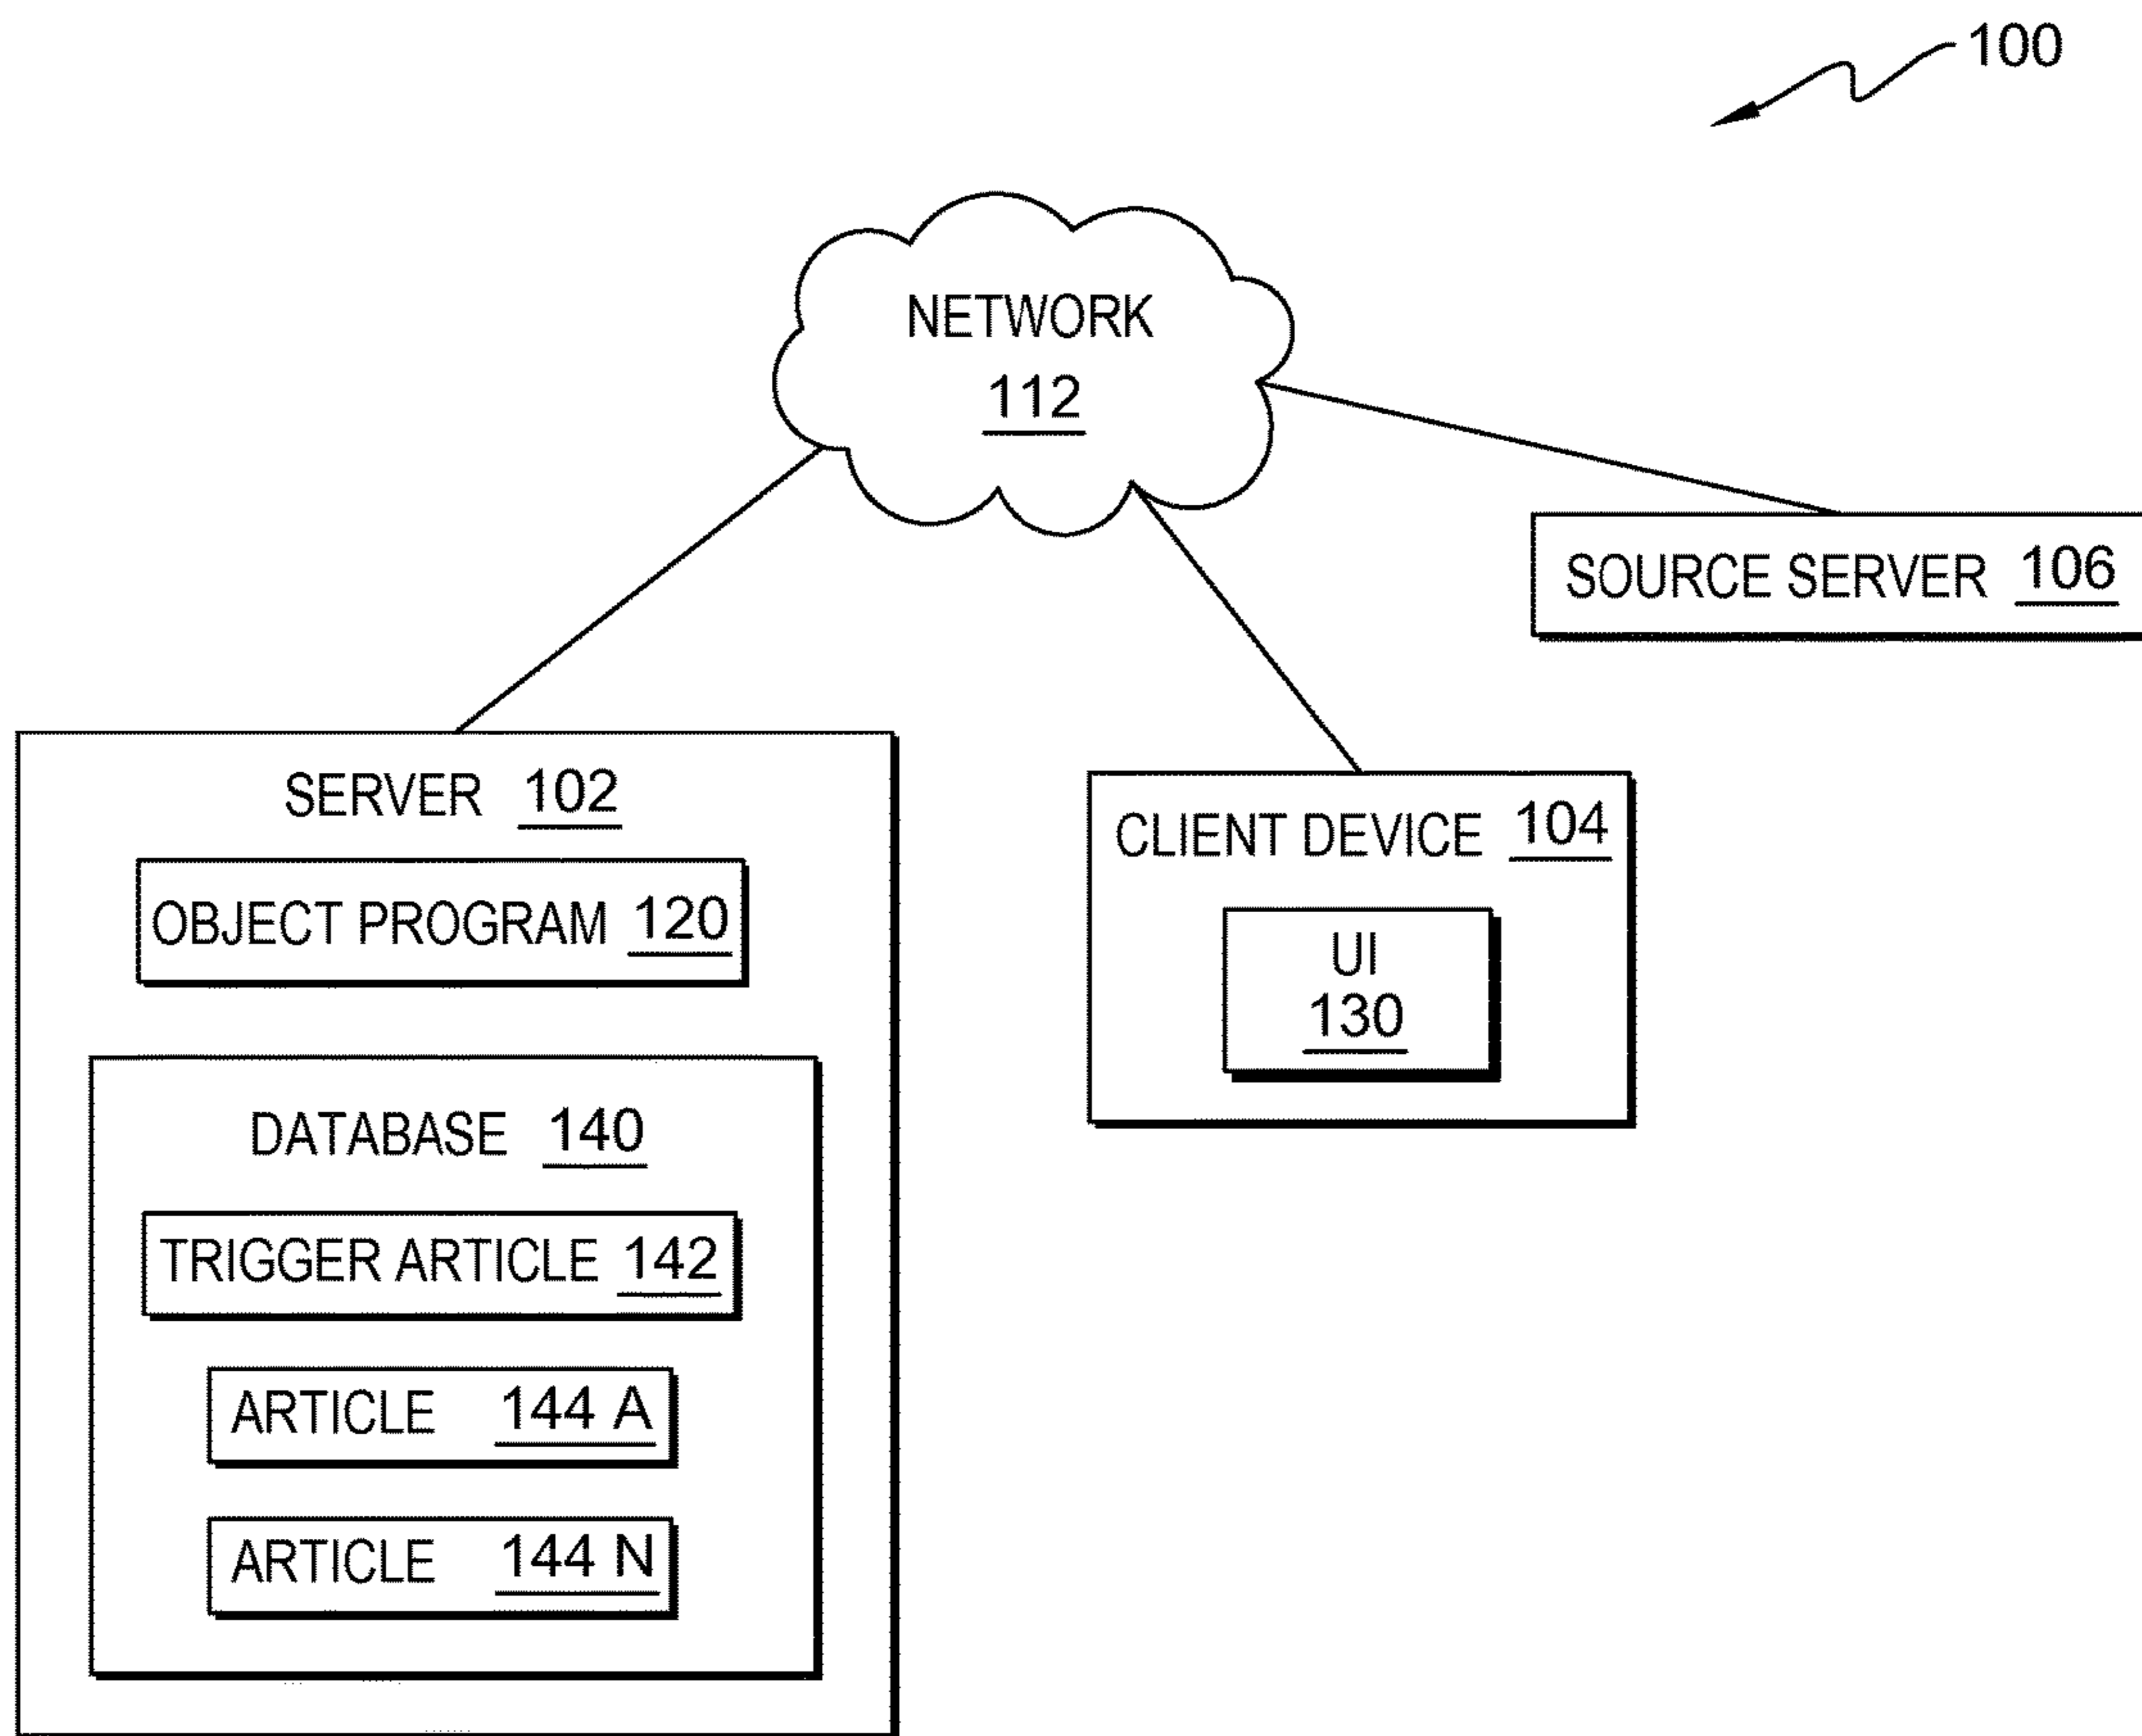 100
NETWORK
112
SOURCE SERVER 106
SERVER 102
OBJECT PROGRAM 120
DATABASE 140
TRIGGER ARTICLE 142
ARTICLE 144 A
ARTICLE 144 N
CLIENT DEVICE 104
UI
130